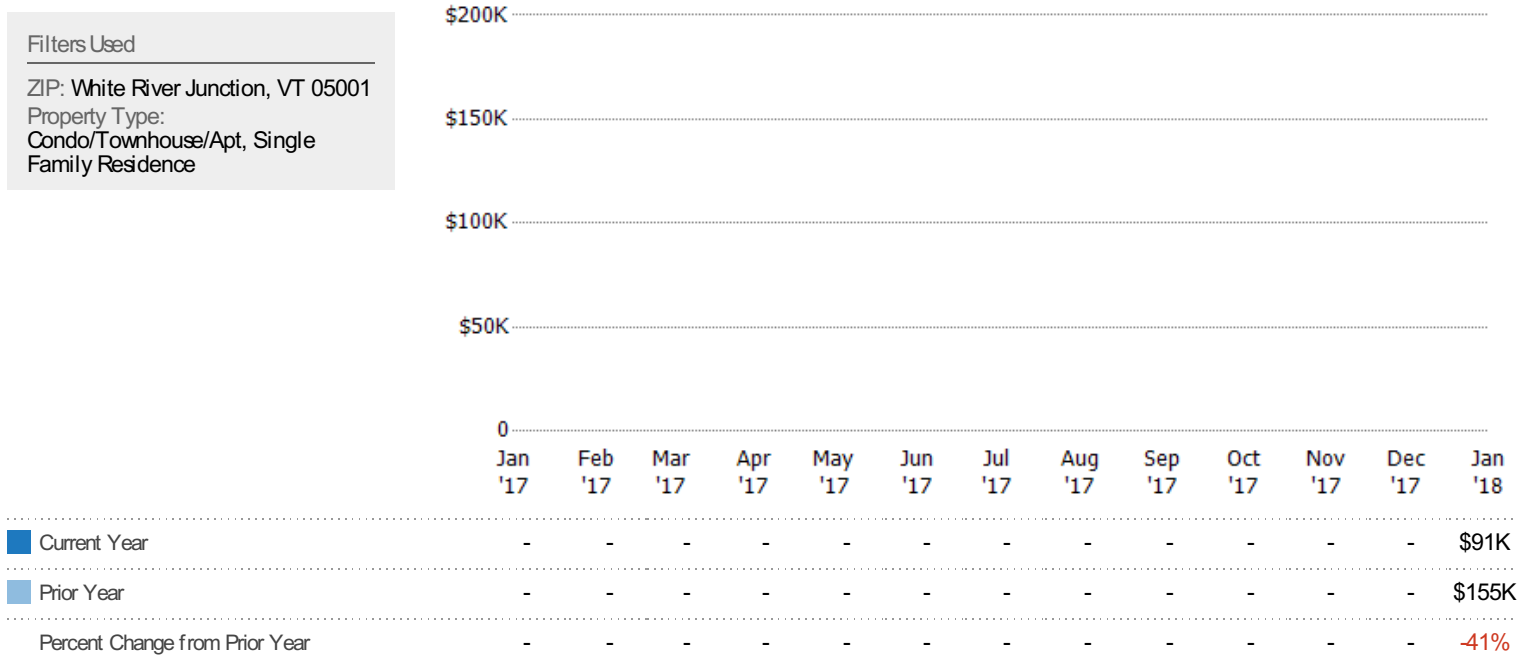 Filters Used
ZIP: White River Junction, VT 05001
Property Type:
Condo/Townhouse/Apt, Single
Family Residence
$200K
$150K
$100K
$50K
0
Jan Feb Mar Apr May Jun Jul Aug Sep Oct Nov Dec Jan
'17 '17 '17 '17 '17 '17 '17 '17 '17 '17 '17 '17 '18
Current Year - - - - - - - - - - - - $91K
Prior Year - - - - - - - - - - - - $155K
Percent Change from Prior Year - - - - - - - - - - - - -41%